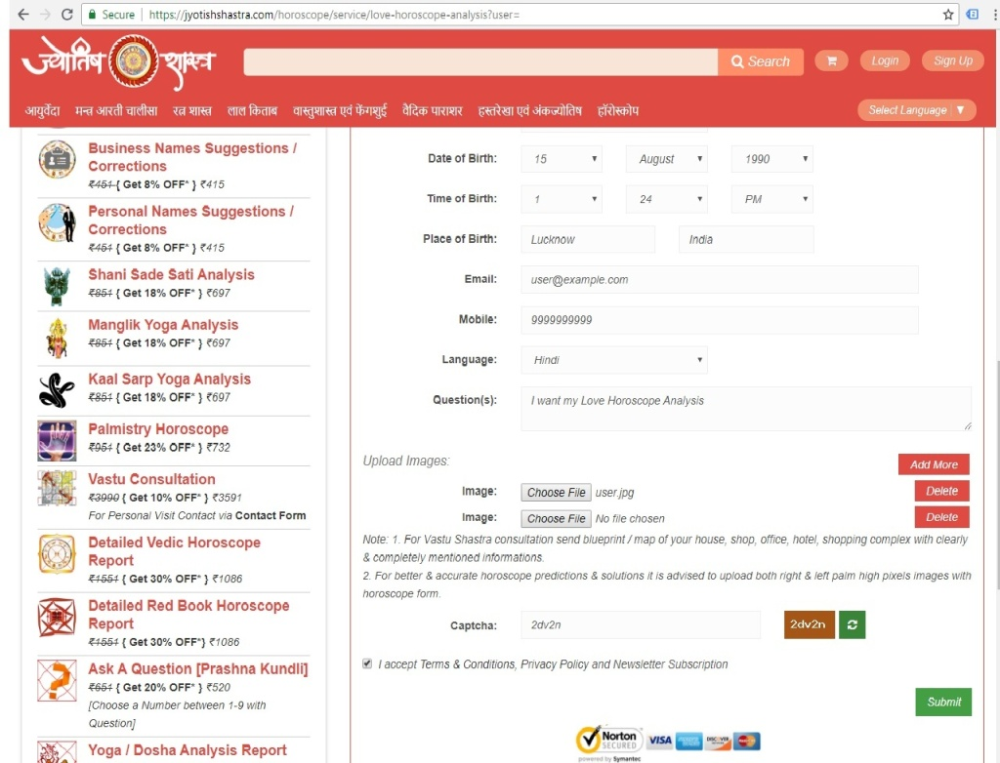 Secure https://jyotishshastra.com/horoscope/service/love-horoscope-analysis?user=
ज्योतिष शास्त्र
Search
Login
Sign Up
आयुर्वेदा मन्त्र आरती चालीसा रत्न शास्त्र लाल किताब वास्तुशास्त्र एवं फेंगशुई वैदिक पाराशर हस्तरेखा एवं अंकज्योतिष हॉरोस्कोप
Select Language ▼
Business Names Suggestions /
Corrections
₹451 { Get 8% OFF* } ₹415
Personal Names Suggestions /
Corrections
₹451 { Get 8% OFF* } ₹415
Shani Sade Sati Analysis
₹851 { Get 18% OFF* } ₹697
Manglik Yoga Analysis
₹851 { Get 18% OFF* } ₹697
Kaal Sarp Yoga Analysis
₹851 { Get 18% OFF* } ₹697
Palmistry Horoscope
₹951 { Get 23% OFF* } ₹732
Vastu Consultation
₹3990 { Get 10% OFF* } ₹3591
For Personal Visit Contact via Contact Form
Detailed Vedic Horoscope
Report
₹1551 { Get 30% OFF* } ₹1086
Detailed Red Book Horoscope
Report
₹1551 { Get 30% OFF*} ₹1086
Ask A Question [Prashna Kundli]
₹651 { Get 20% OFF* } ₹520
[Choose a Number between 1-9 with
Question]
Yoga / Dosha Analysis Report
Date of Birth: 15 August 1990
Time of Birth: 1 24 PM
Place of Birth: Lucknow India
Email: user@example.com
Mobile: 9999999999
Language: Hindi
Question(s): I want my Love Horoscope Analysis
Upload Images:
Add More
Image: Choose File user.jpg Delete
Image: Choose File No file chosen Delete
Note: 1. For Vastu Shastra consultation send blueprint / map of your house, shop, office, hotel, shopping complex with clearly
& completely mentioned informations.
2. For better & accurate horoscope predictions & solutions it is advised to upload both right & left palm high pixels images with
horoscope form.
Captcha: 2dv2n 2dv2n
I accept Terms & Conditions, Privacy Policy and Newsletter Subscription
Submit
Norton
SECURED
powered by Symantec
VISA
DISCOVER